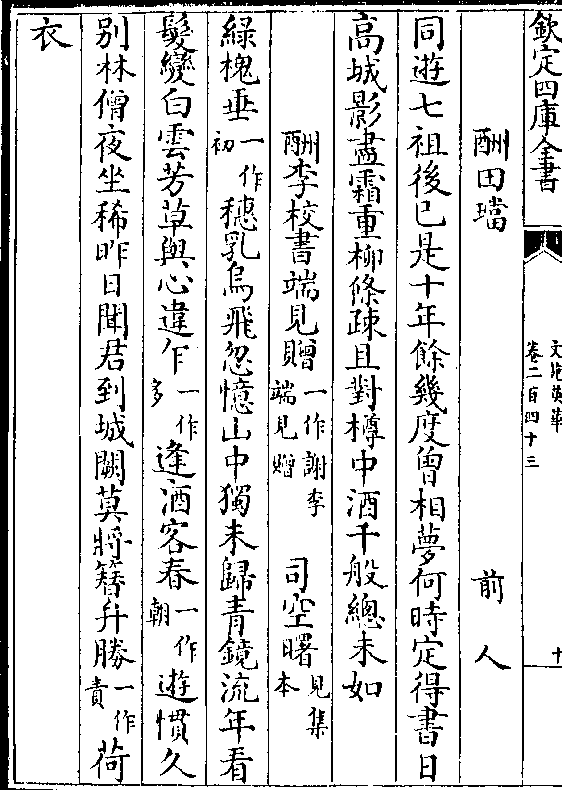 欽定四庫全書
文苑英華
卷二百四十三
十
酬田璫
前人
同遊七祖後已是十年餘幾度曾相夢何時定得書日
高城影盡霜重柳條疎且對樽中酒千般總未如
酬李校書端見贈一作謝李端見贈
司空曙見集本
綠槐垂一作初穗乳烏飛忽憶山中獨未歸青鏡流年看
髮變白雲芳草與心違乍一作多逢酒客春一作朝遊慣久
別林僧夜坐稀昨日聞君到城闕莫將簪弁勝一作責荷
衣